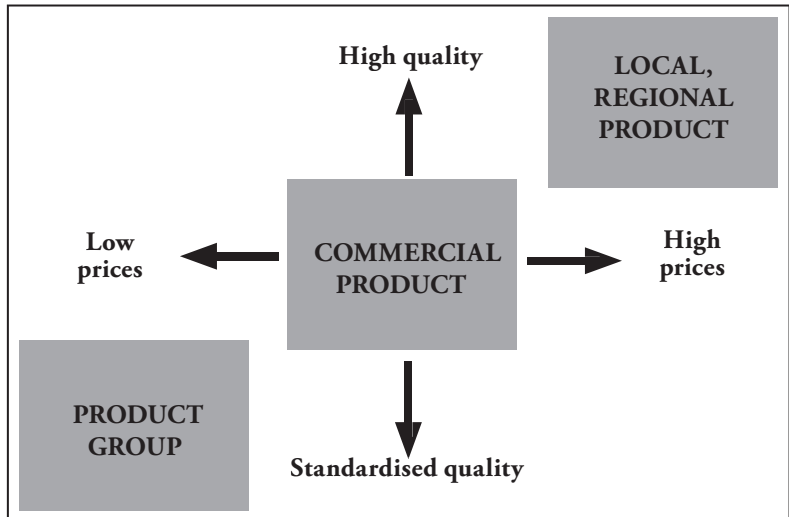 High quality
LOCAL,
REGIONAL
PRODUCT
Low
prices
COMMERCIAL
PRODUCT
High
prices
PRODUCT
GROUP
Standardised quality